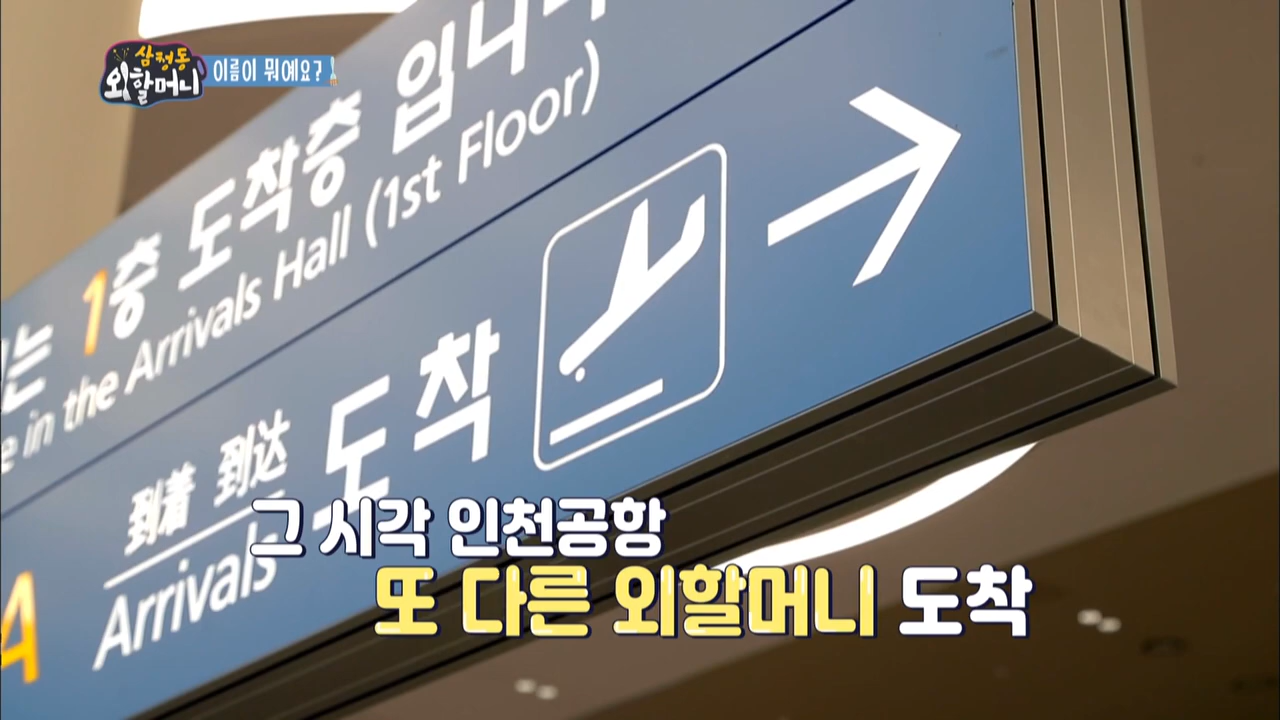 삼청동
외할머니
이름이 뭐예요?
는 1층 도착층 입니
in the Arrivals Hall (1st Floor)
到着 到达 도착
Arrivals
A
그 시각 인천공항
또 다른 외할머니 도착